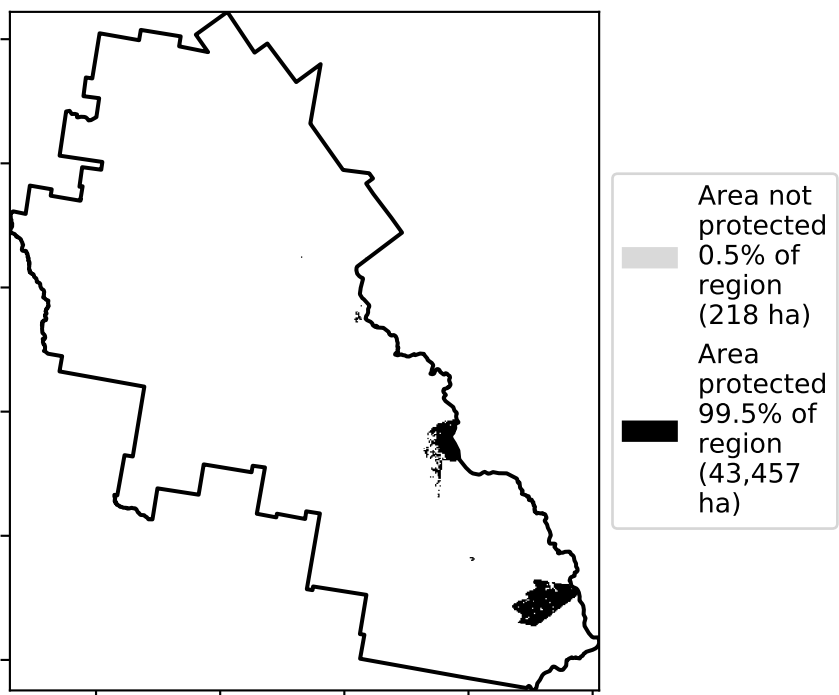 Area not
protected
0.5% of
region
(218 ha)
Area
protected
99.5% of
region
(43,457
ha)